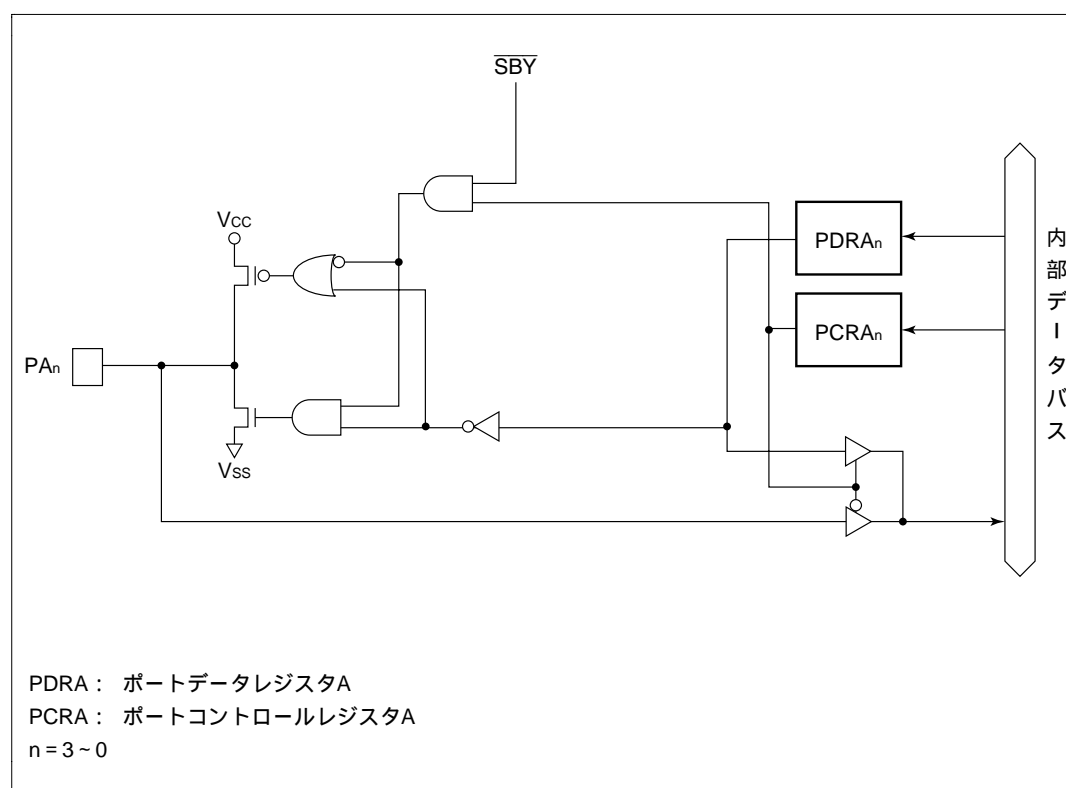 SBY
VCC
PDRAn
PCRAn
PAn
VSS
内部データバス
PDRA： ポートデータレジスタA
PCRA： ポートコントロールレジスタA
n = 3 ~ 0